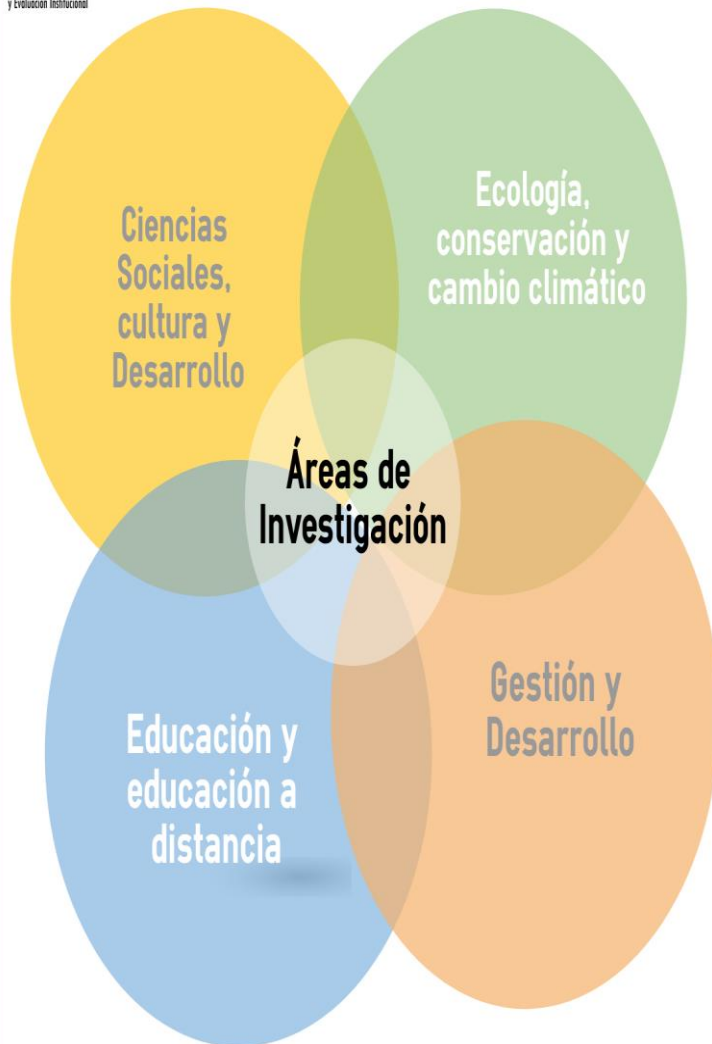 y Evaluación Institucional
Ciencias
Sociales,
cultura y
Desarrollo
Ecología,
conservación y
cambio climático
Áreas de
Investigación
Educación y
educación a
distancia
Gestión y
Desarrollo